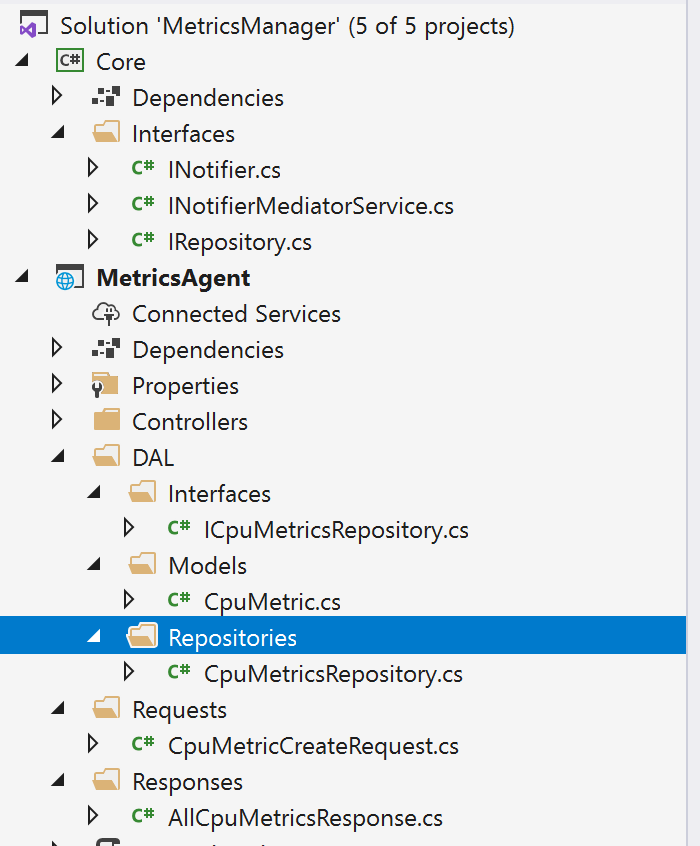 Solution 'MetricsManager' (5 of 5 projects)
C# Core
Dependencies
Interfaces
C# INotifier.cs
C# INotifierMediatorService.cs
C# IRepository.cs
MetricsAgent
Connected Services
Dependencies
Properties
Controllers
DAL
Interfaces
C# ICpuMetricsRepository.cs
Models
C# CpuMetric.cs
Repositories
C# CpuMetricsRepository.cs
Requests
C# CpuMetricCreateRequest.cs
Responses
C# AllCpuMetricsResponse.cs